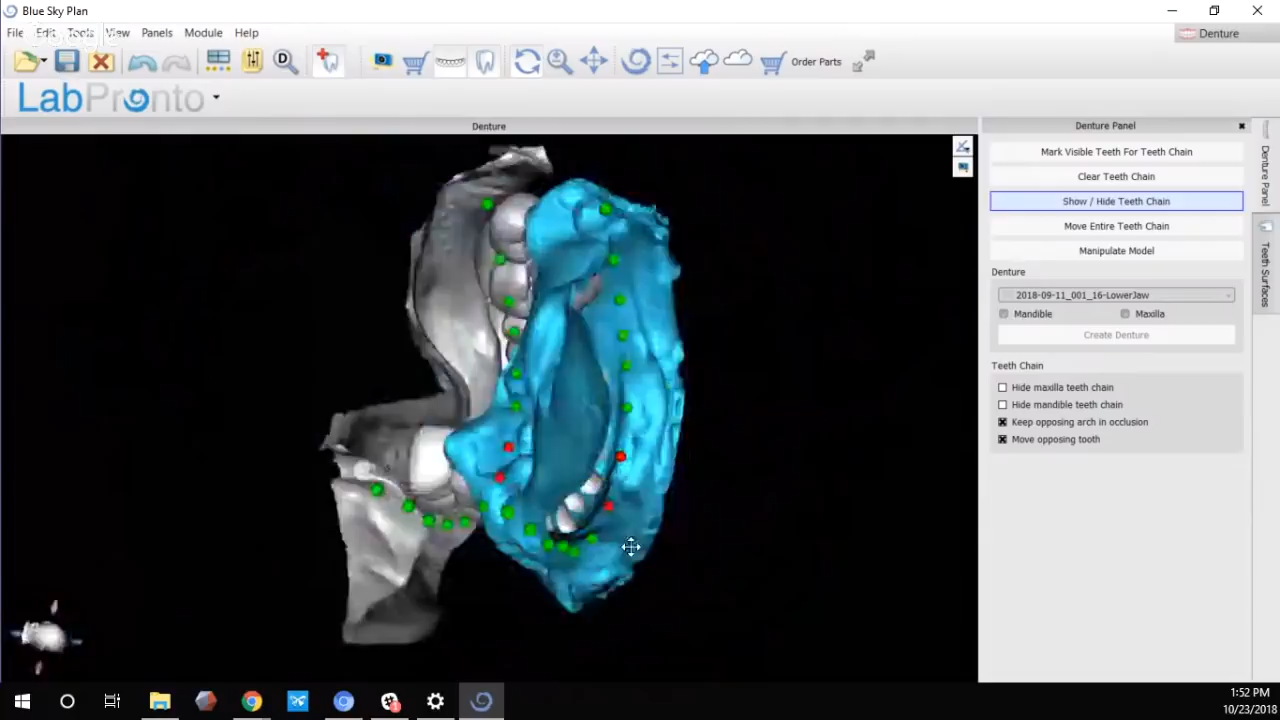 Blue Sky Plan
File Edit Tools View Panels Module Help
Denture
D
Order Parts
LabPronto
Denture
Denture Panel
Mark Visible Teeth For Teeth Chain
Clear Teeth Chain
Show / Hide Teeth Chain
Move Entire Teeth Chain
Manipulate Model
Denture
2018-09-11_001_16-LowerJaw
Mandible Maxilla
Create Denture
Teeth Chain
Hide maxilla teeth chain
Hide mandible teeth chain
Keep opposing arch in occlusion
Move opposing tooth
Denture Panel
Teeth Surfaces
1:52 PM
10/23/2018